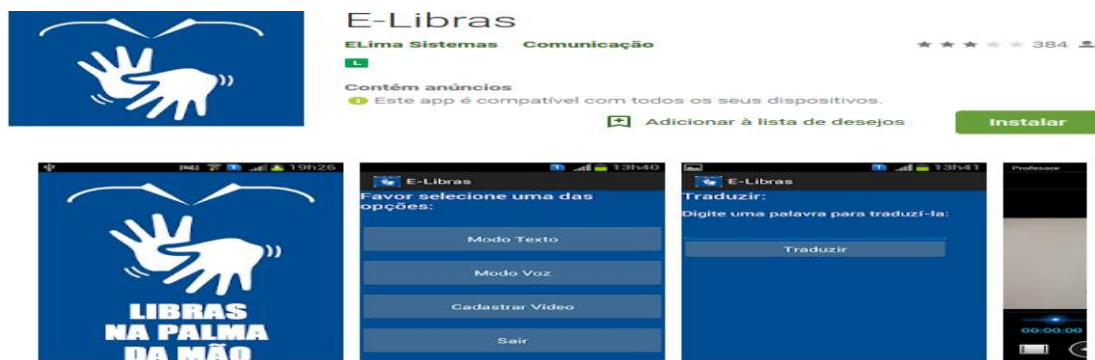 E-Libras
ELima Sistemas Comunicação
384
L
Contém anúncios
Este app é compatível com todos os seus dispositivos.
Adicionar à lista de desejos
Instalar
19h26
LIBRAS
NA PALMA
DA MÃO
13h40
E-Libras
Favor selecione uma das
opções:
Modo Texto
Modo Voz
Cadastrar Vídeo
Sair
13h41
E-Libras
Traduzir:
Digite uma palavra para traduzí-la:
Traduzir
Professor
00:00:00